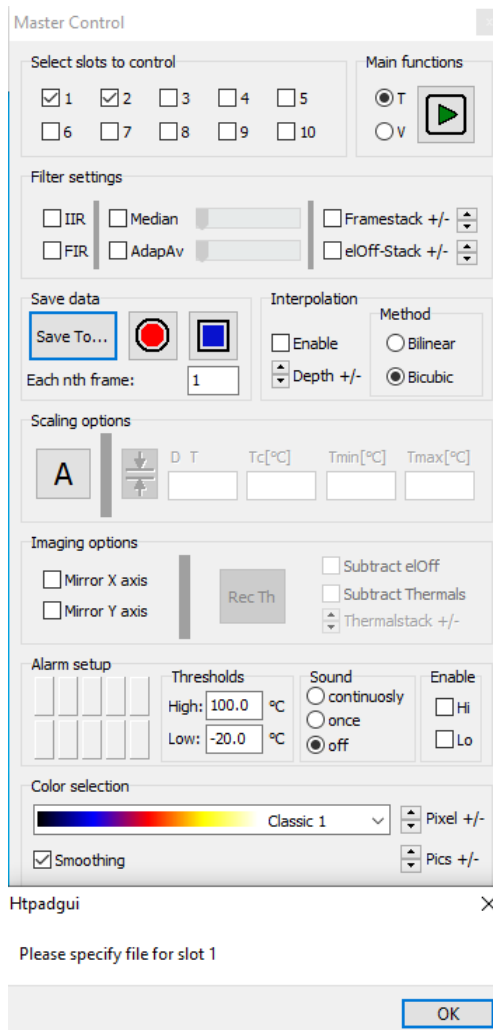 Master Control
Select slots to control
Main functions
1 2 3 4 5
T
6 7 8 9 10
V
Filter settings
IIR Median Framestack +/-
FIR AdapAv elOff-Stack +/-
Save data
Interpolation
Method
Save To...
Enable
Bilinear
Depth +/-
Bicubic
Each nth frame: 1
Scaling options
A
D T Tc[°C] Tmin[°C] Tmax[°C]
Imaging options
Mirror X axis
Mirror Y axis
Rec Th
Subtract elOff
Subtract Thermals
Thermalstack +/-
Alarm setup
Thresholds
High: 100.0 °C
Low: -20.0 °C
Sound
continuosly
once
off
Enable
Hi
Lo
Color selection
Classic 1
Pixel +/-
Smoothing
Pics +/-
Htpadgui
Please specify file for slot 1
OK